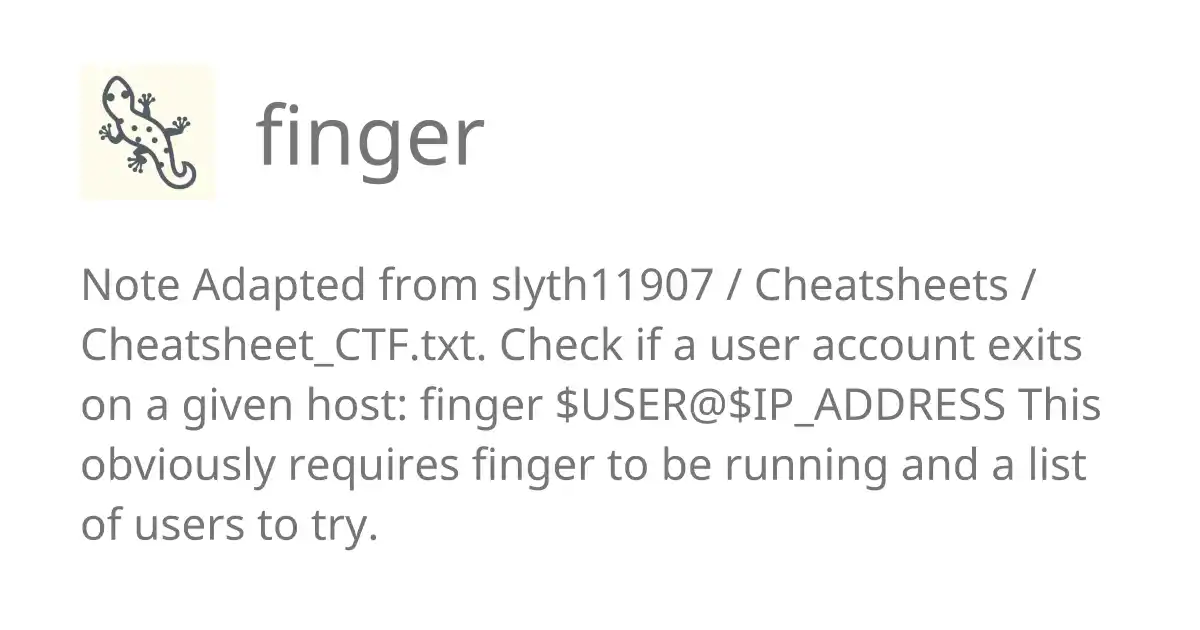 finger
Note Adapted from slyth11907 / Cheatsheets /
Cheatsheet_CTF.txt. Check if a user account exits
on a given host: finger $USER@$IP_ADDRESS This
obviously requires finger to be running and a list
of users to try.